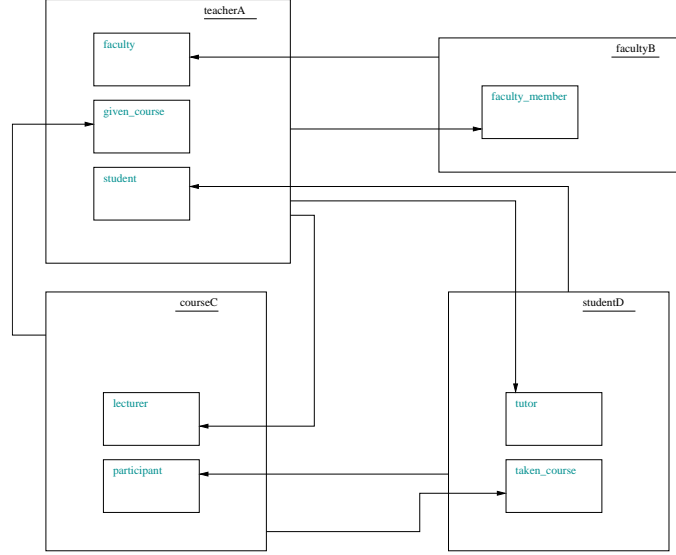 teacherA
faculty
given_course
student
facultyB
faculty_member
courseC
lecturer
participant
studentD
tutor
taken_course